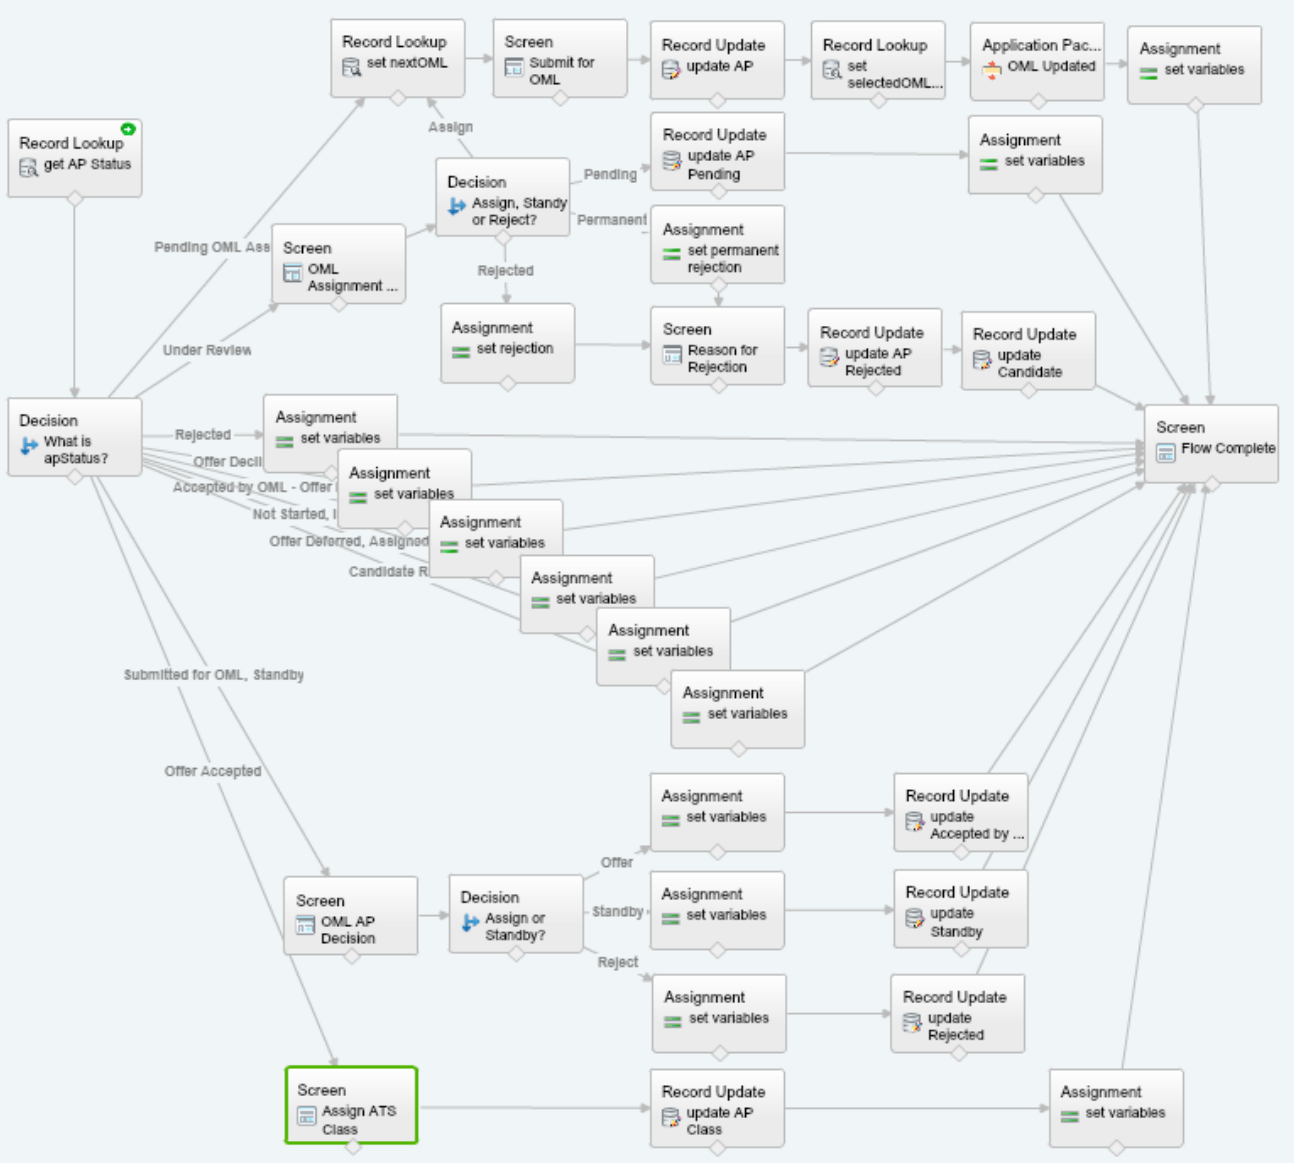 Record Lookup
set nextOML
Screen
Submit for
OML
Record Update
update AP
Record Lookup
set
selectedOML...
Application Pac...
OML Updated
Assignment
set variables
Record Lookup
get AP Status
Assign
Decision
Assign, Standy
or Reject?
Pending
Permanent
Rejected
Record Update
update AP
Pending
Assignment
set variables
Assignment
set permanent
rejection
Pending OML Ass
Screen
OML
Assignment ...
Under Review
Assignment
set rejection
Screen
Reason for
Rejection
Record Update
update AP
Rejected
Record Update
update
Candidate
Decision
What is
apStatus?
Rejected
Assignment
set variables
Screen
Flow Complete
Offer Decli
Assignment
set variables
Accepted by OML - Offer
Not Started, I
Assignment
set variables
Offer Deferred, Assigned
Candidate R
Assignment
set variables
Assignment
set variables
Assignment
set variables
Submitted for OML, Standby
Offer Accepted
Assignment
set variables
Record Update
update
Accepted by ...
Offer
Screen
OML AP
Decision
Decision
Assign or
Standby?
Standby
Assignment
set variables
Record Update
update
Standby
Reject
Assignment
set variables
Record Update
update
Rejected
Screen
Assign ATS
Class
Record Update
update AP
Class
Assignment
set variables